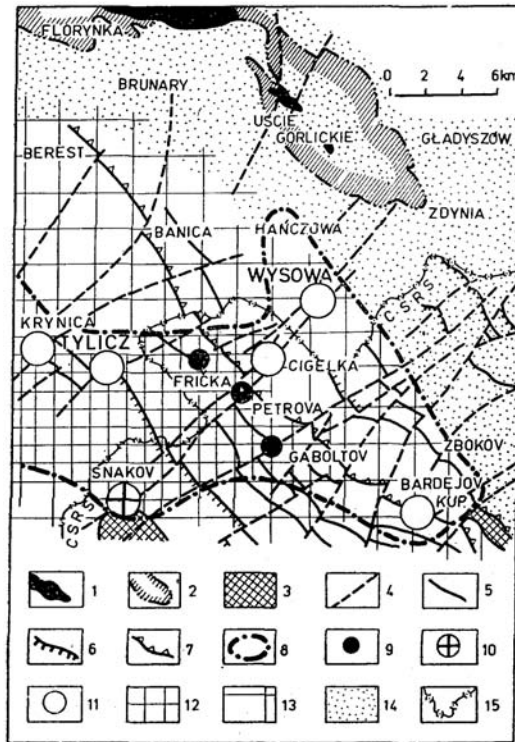 FLORYNKA
BRUNARY
0 2 4 6km
UŚCIE
GORLICKIE
GŁADYSZÓW
BEREST
ZDYNIA
BANICA
HAŃCZOWA
WYSOWA
ČSRS
KRYNICA
TYLICZ
CIGELKA
FRIČKA
PETROVA
GABOLTOV
ZBOKOV
SNAKOV
BARDEJOV
KUP
ČSRS
1 2 3 4 5
6 7 8 9 10
11 12 13 14 15